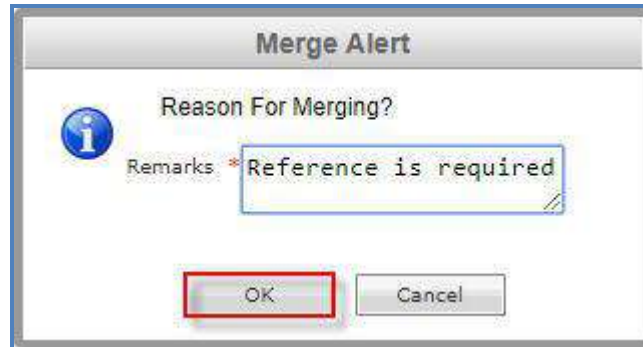 Merge Alert
Reason For Merging?
Remarks * Reference is required
OK Cancel